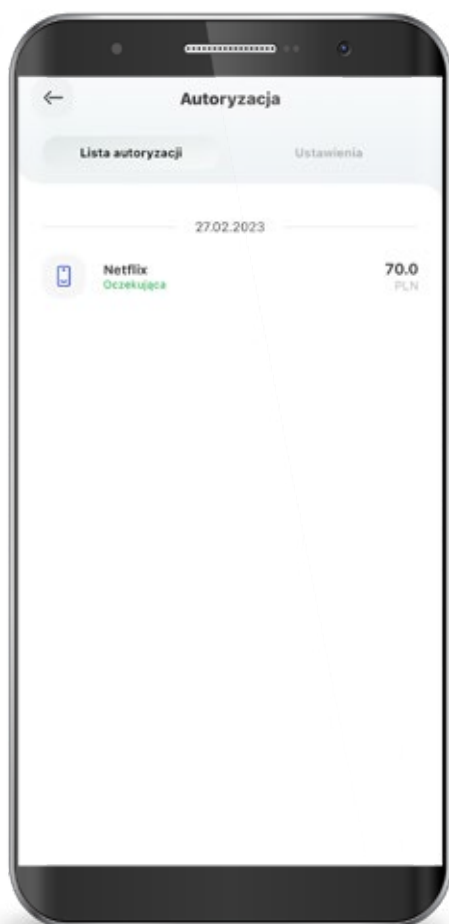 Autoryzacja
Lista autoryzacji
Ustawienia
27.02.2023
Netflix
70.0
Oczekująca
PLN